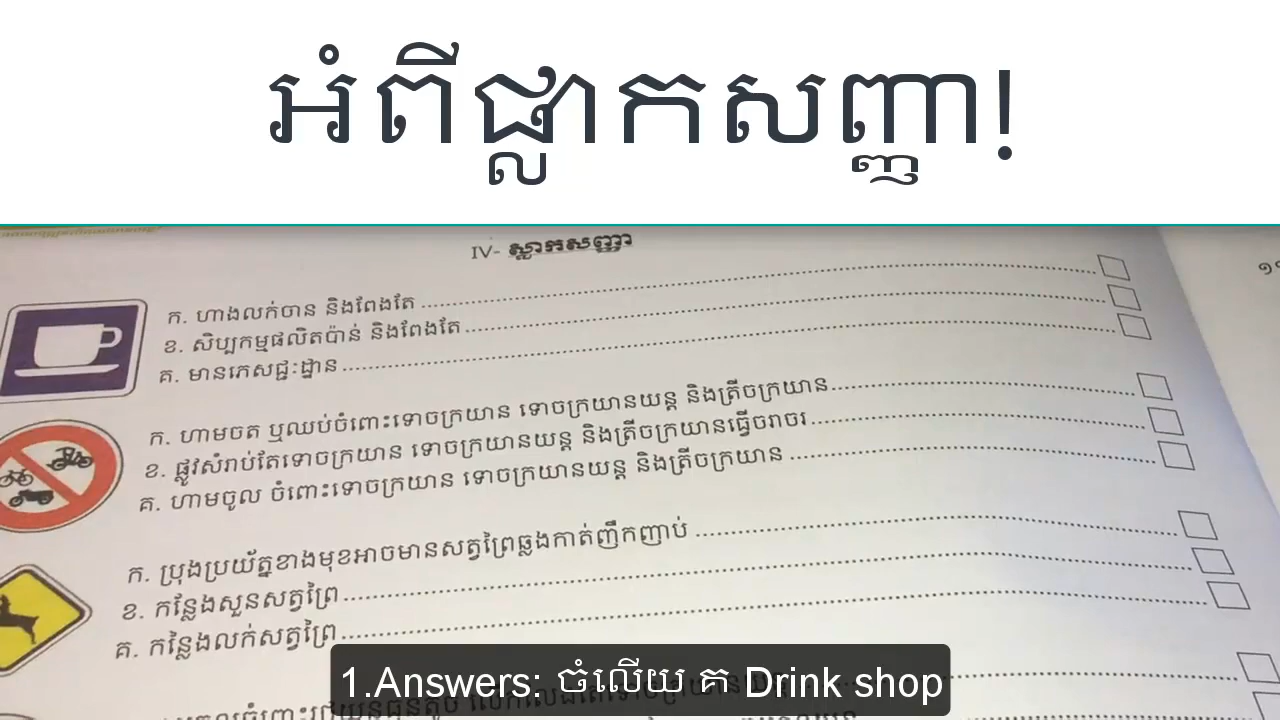 អំពីផ្លាកសញ្ញា!
IV- ស្លាកសញ្ញា
ក. ហាងលក់ចាន និងពែងតែ
ខ. សិប្បកម្មផលិតប៉ាន់ និងពែងតែ
គ. មានភេសជ្ជៈដ្ឋាន
ក. ហាមចត ឬឈប់ចំពោះទោចក្រយាន ទោចក្រយានយន្ត និងត្រីចក្រយាន
ខ. ផ្លូវសំរាប់តែទោចក្រយាន ទោចក្រយានយន្ត និងត្រីចក្រយានធ្វើចរាចរ
គ. ហាមចូល ចំពោះទោចក្រយាន ទោចក្រយានយន្ត និងត្រីចក្រយាន
ក. ប្រុងប្រយ័ត្នខាងមុខអាចមានសត្វព្រៃឆ្លងកាត់ញឹកញាប់
ខ. កន្លែងសួនសត្វព្រៃ
គ. កន្លែងលក់សត្វព្រៃ
1.Answers: ចំលើយ គ Drink shop